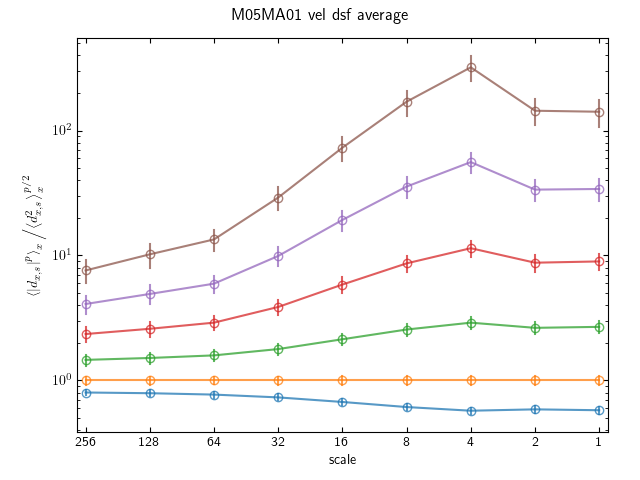 M05MA01 vel dsf average
⟨|d_{x,s}|^p⟩_x / ⟨d_{x,s}^2⟩_x^{p/2}
10^2
10^1
10^0
256 128 64 32 16 8 4 2 1
scale